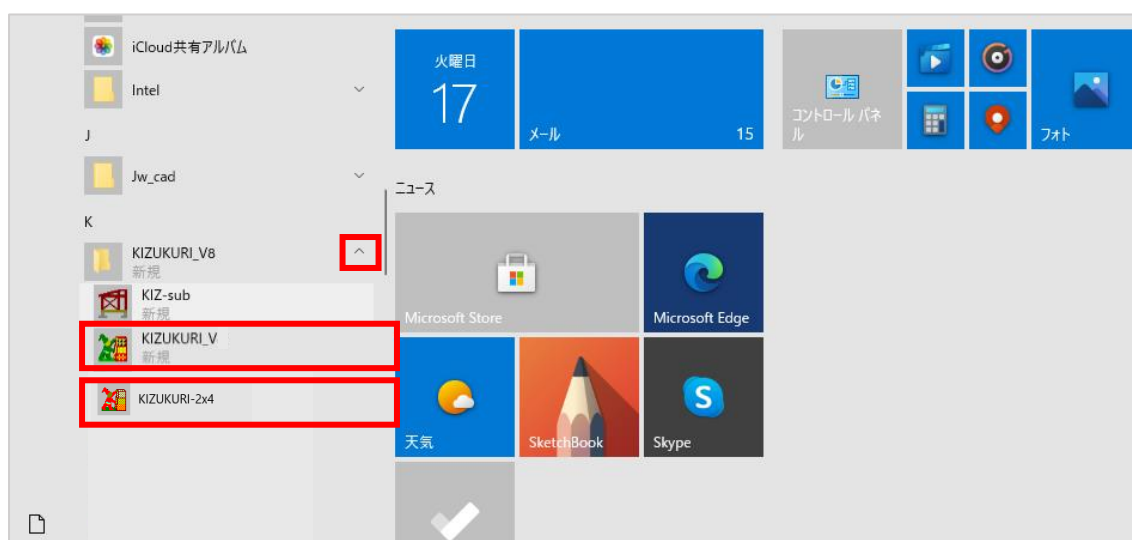 iCloud共有アルバム
Intel
J
Jw_cad
K
KIZUKURI_V8
新規
KIZ-sub
新規
KIZUKURI_V
新規
KIZUKURI-2x4
火曜日
17
メール
15
コントロール パネ
ル
フォト
ニュース
Microsoft Store
Microsoft Edge
天気
SketchBook
Skype
S